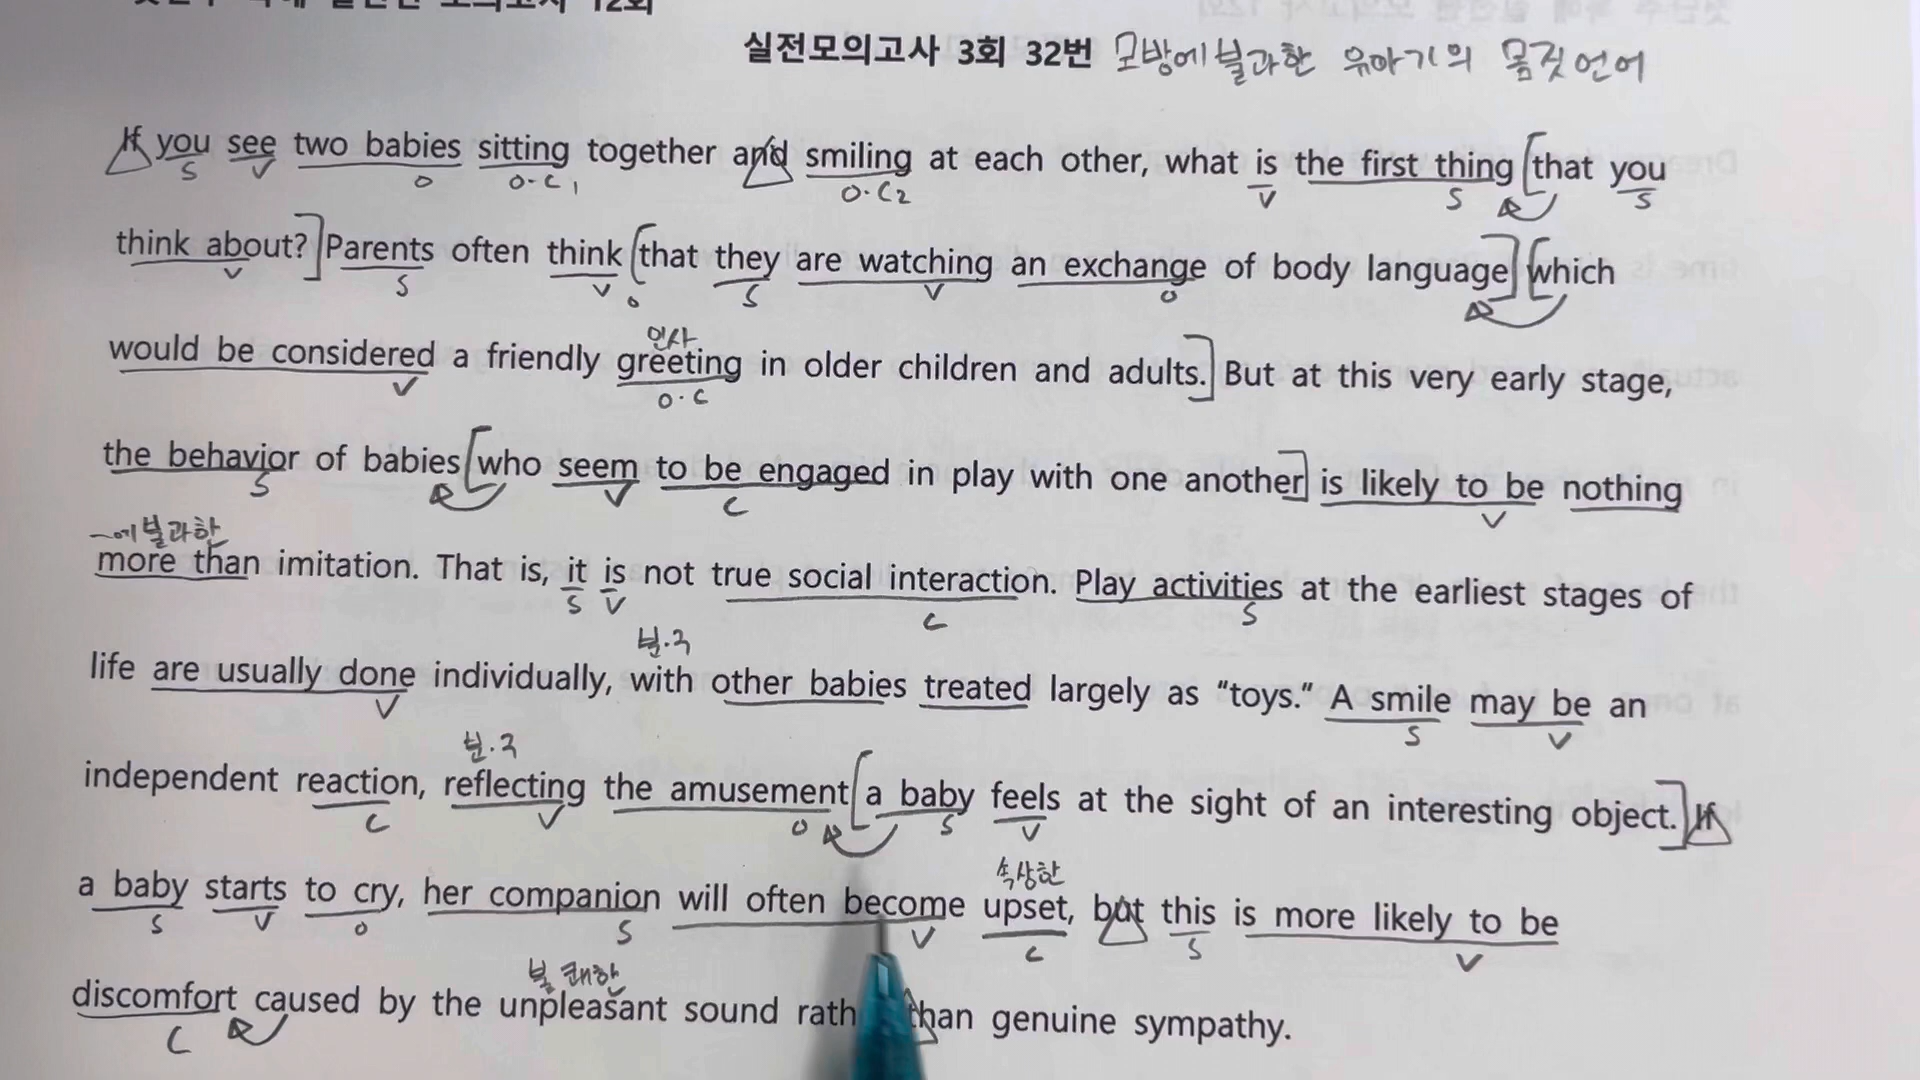 모의고사 12회
실전모의고사 3회 32번 모방에불과한 유아기의 몸짓언어
If you see two babies sitting together and smiling at each other, what is the first thing [that you
S V O O·C1 O·C2 V S S
think about?] Parents often think [that they are watching an exchange of body language] [which
V S V O S V O
인사
would be considered a friendly greeting in older children and adults.] But at this very early stage,
V O·C
the behavior of babies [who seem to be engaged in play with one another] is likely to be nothing
S V C V
~에불과한
more than imitation. That is, it is not true social interaction. Play activities at the earliest stages of
S V C S
분.구
life are usually done individually, with other babies treated largely as "toys." A smile may be an
V S V
분.구
independent reaction, reflecting the amusement [a baby feels at the sight of an interesting object.] If
C V O S V
속상한
a baby starts to cry, her companion will often become upset, but this is more likely to be
S V O S V C S V
불쾌한
discomfort caused by the unpleasant sound rath than genuine sympathy.
C